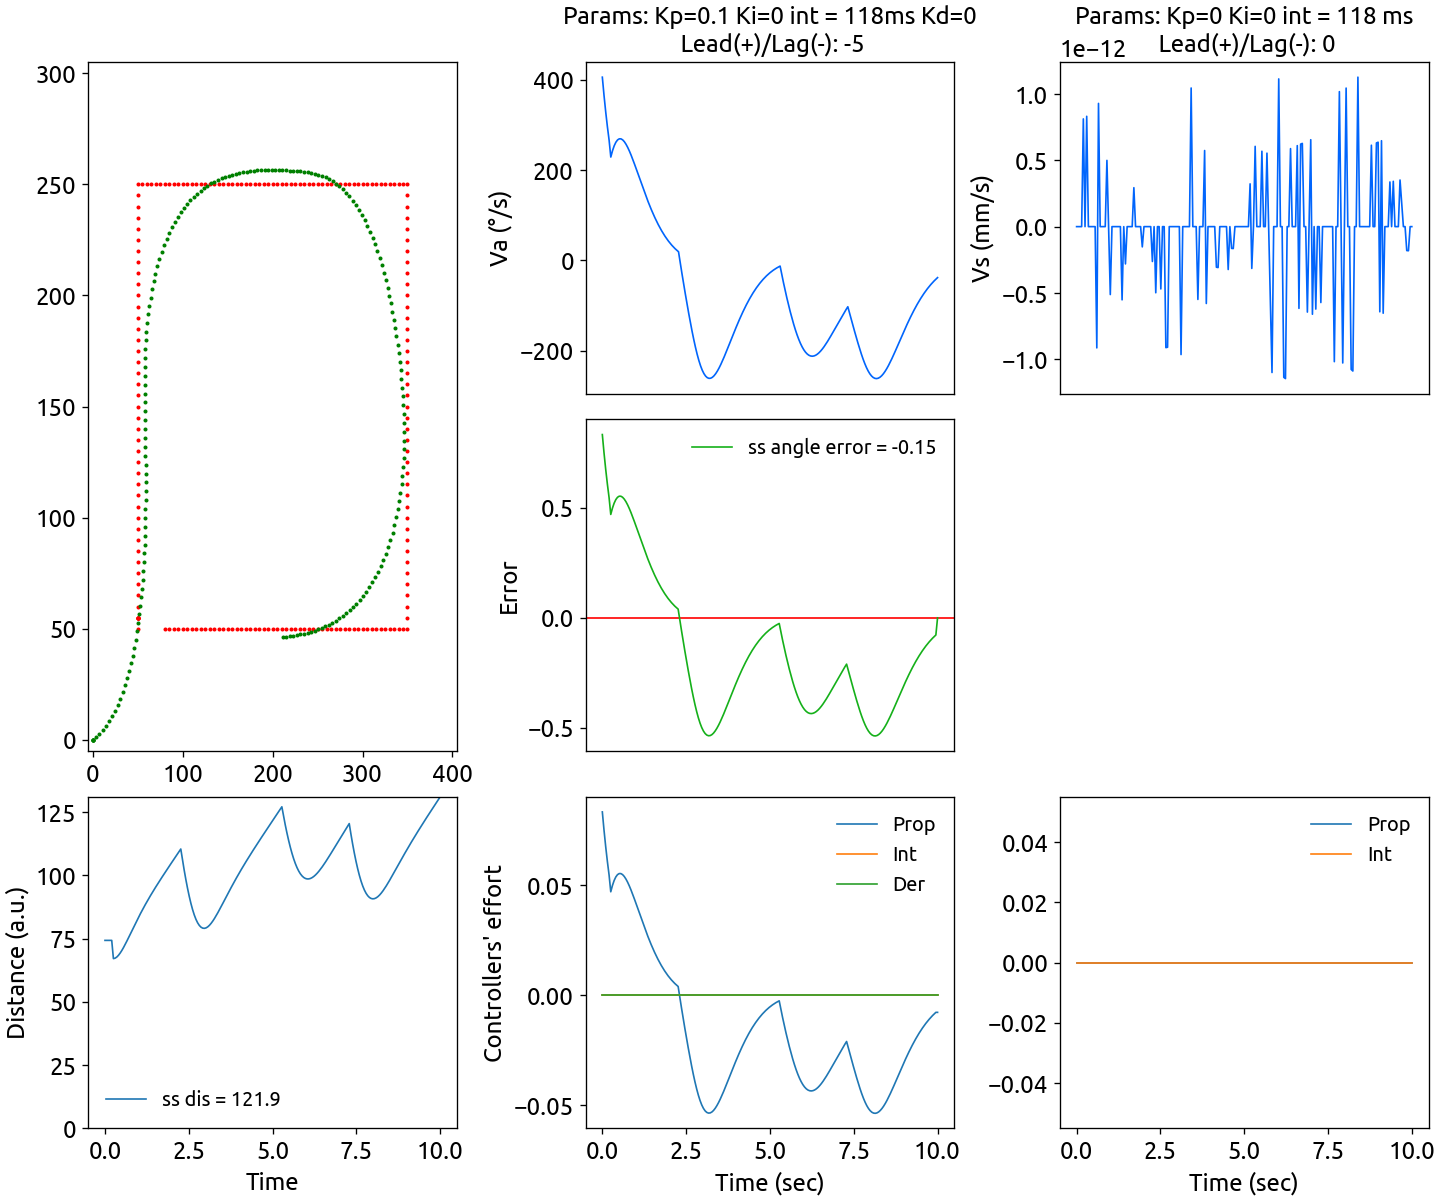 Params: Kp=0.1 Ki=0 int = 118ms Kd=0
Lead(+)/Lag(-): -5
Params: Kp=0 Ki=0 int = 118 ms
Lead(+)/Lag(-): 0
1e−12
300
250
200
150
100
50
0
0
100
200
300
400
Va (°/s)
400
200
0
−200
Vs (mm/s)
1.0
0.5
0.0
−0.5
−1.0
Error
0.5
0.0
−0.5
ss angle error = -0.15
Distance (a.u.)
125
100
75
50
25
0
ss dis = 121.9
0.0
2.5
5.0
7.5
10.0
Time
Controllers' effort
0.05
0.00
−0.05
Prop
Int
Der
0.0
2.5
5.0
7.5
10.0
Time (sec)
0.04
0.02
0.00
−0.02
−0.04
Prop
Int
0.0
2.5
5.0
7.5
10.0
Time (sec)